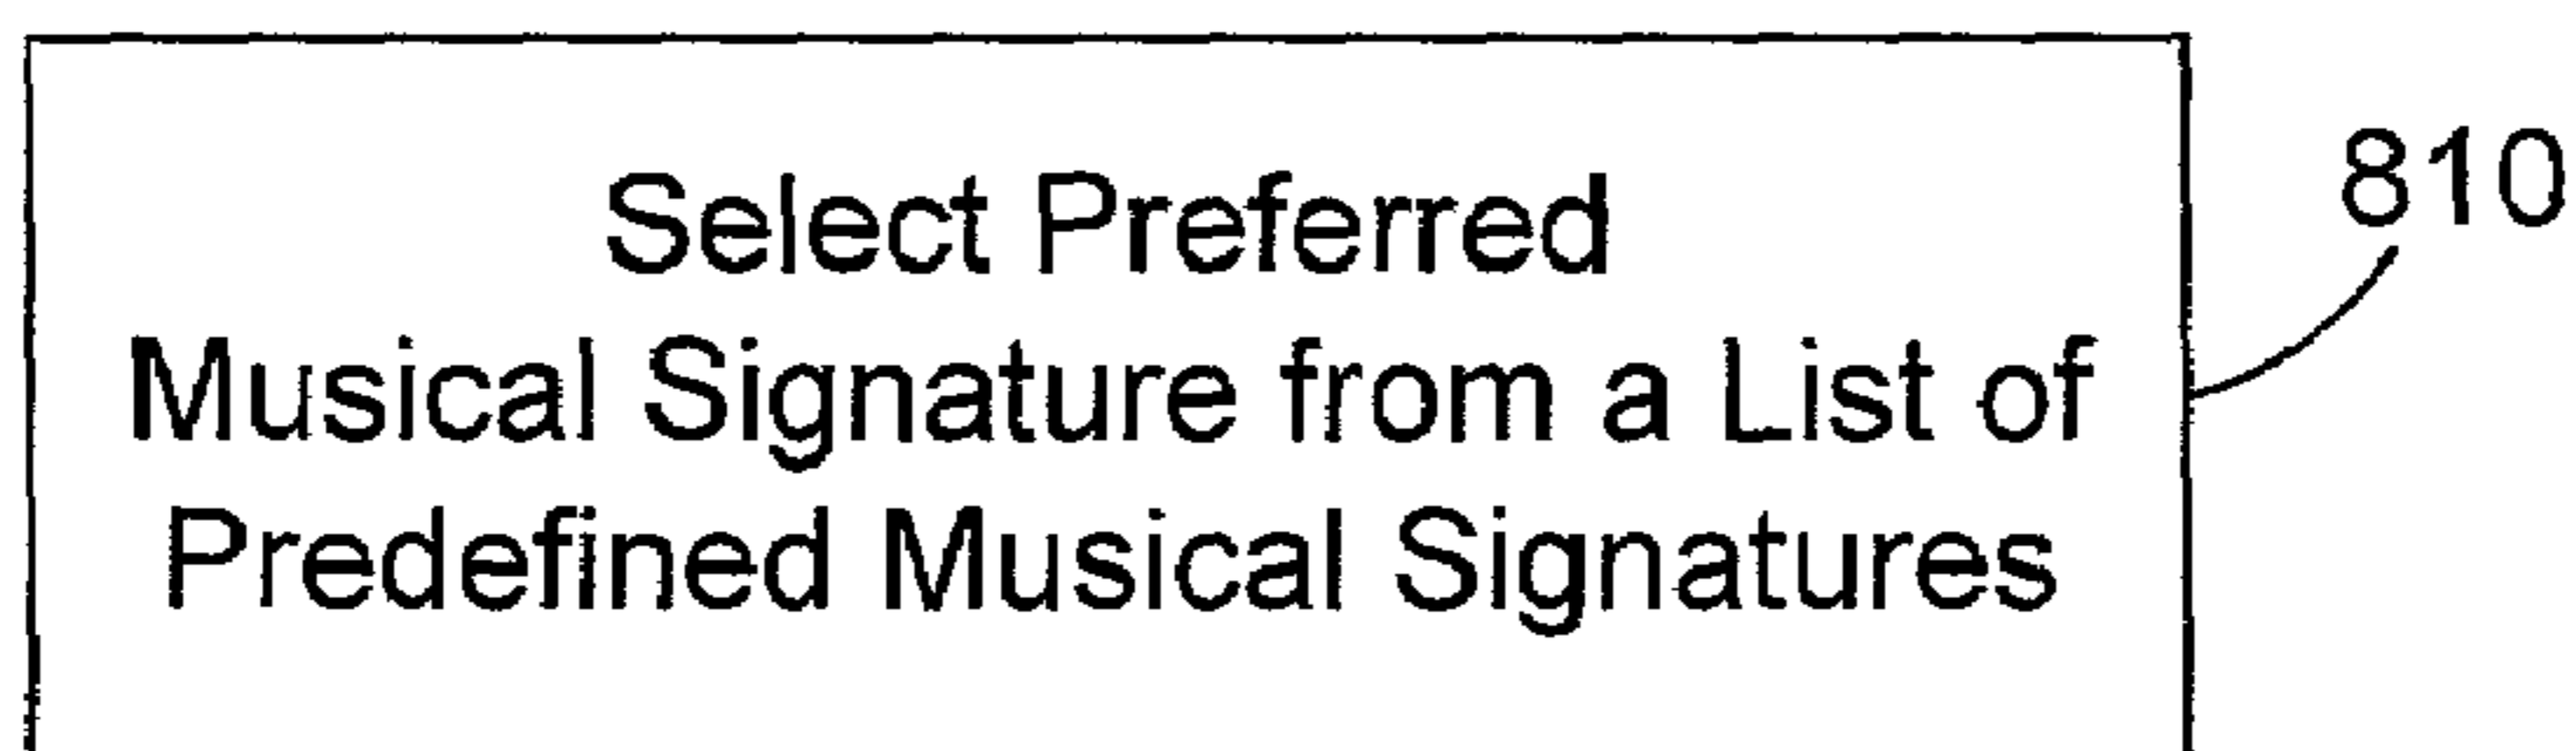 Select Preferred
Musical Signature from a List of
Predefined Musical Signatures
810